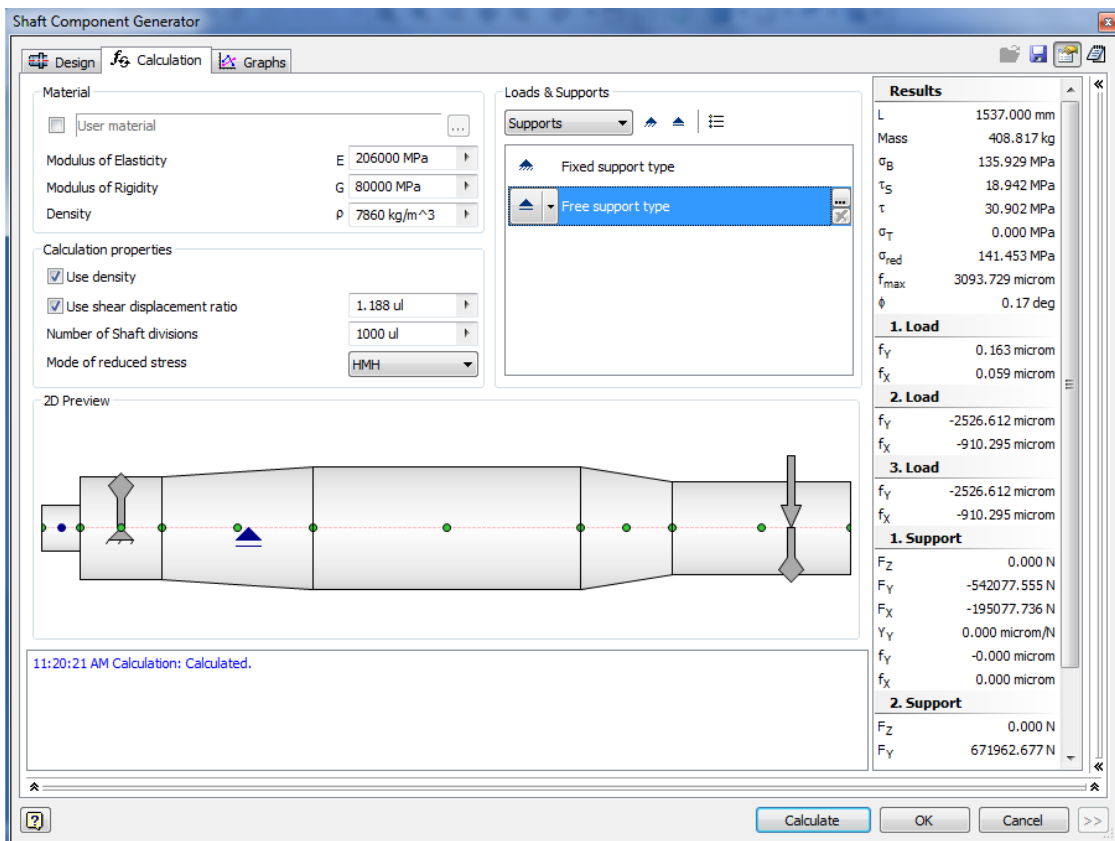 Shaft Component Generator
Design
Calculation
Graphs
Material
User material
...
Modulus of Elasticity E 206000 MPa
Modulus of Rigidity G 80000 MPa
Density ρ 7860 kg/m^3
Calculation properties
Use density
Use shear displacement ratio 1.188 ul
Number of Shaft divisions 1000 ul
Mode of reduced stress HMH
Loads & Supports
Supports
Fixed support type
Free support type
...
2D Preview
11:20:21 AM Calculation: Calculated.
Results
L 1537.000 mm
Mass 408.817 kg
σB 135.929 MPa
τS 18.942 MPa
τ 30.902 MPa
σT 0.000 MPa
σred 141.453 MPa
fmax 3093.729 microm
ϕ 0.17 deg
1. Load
fY 0.163 microm
fX 0.059 microm
2. Load
fY -2526.612 microm
fX -910.295 microm
3. Load
fY -2526.612 microm
fX -910.295 microm
1. Support
FZ 0.000 N
FY -542077.555 N
FX -195077.736 N
YY 0.000 microm/N
fY -0.000 microm
fX 0.000 microm
2. Support
FZ 0.000 N
FY 671962.677 N
?
Calculate
OK
Cancel
>>